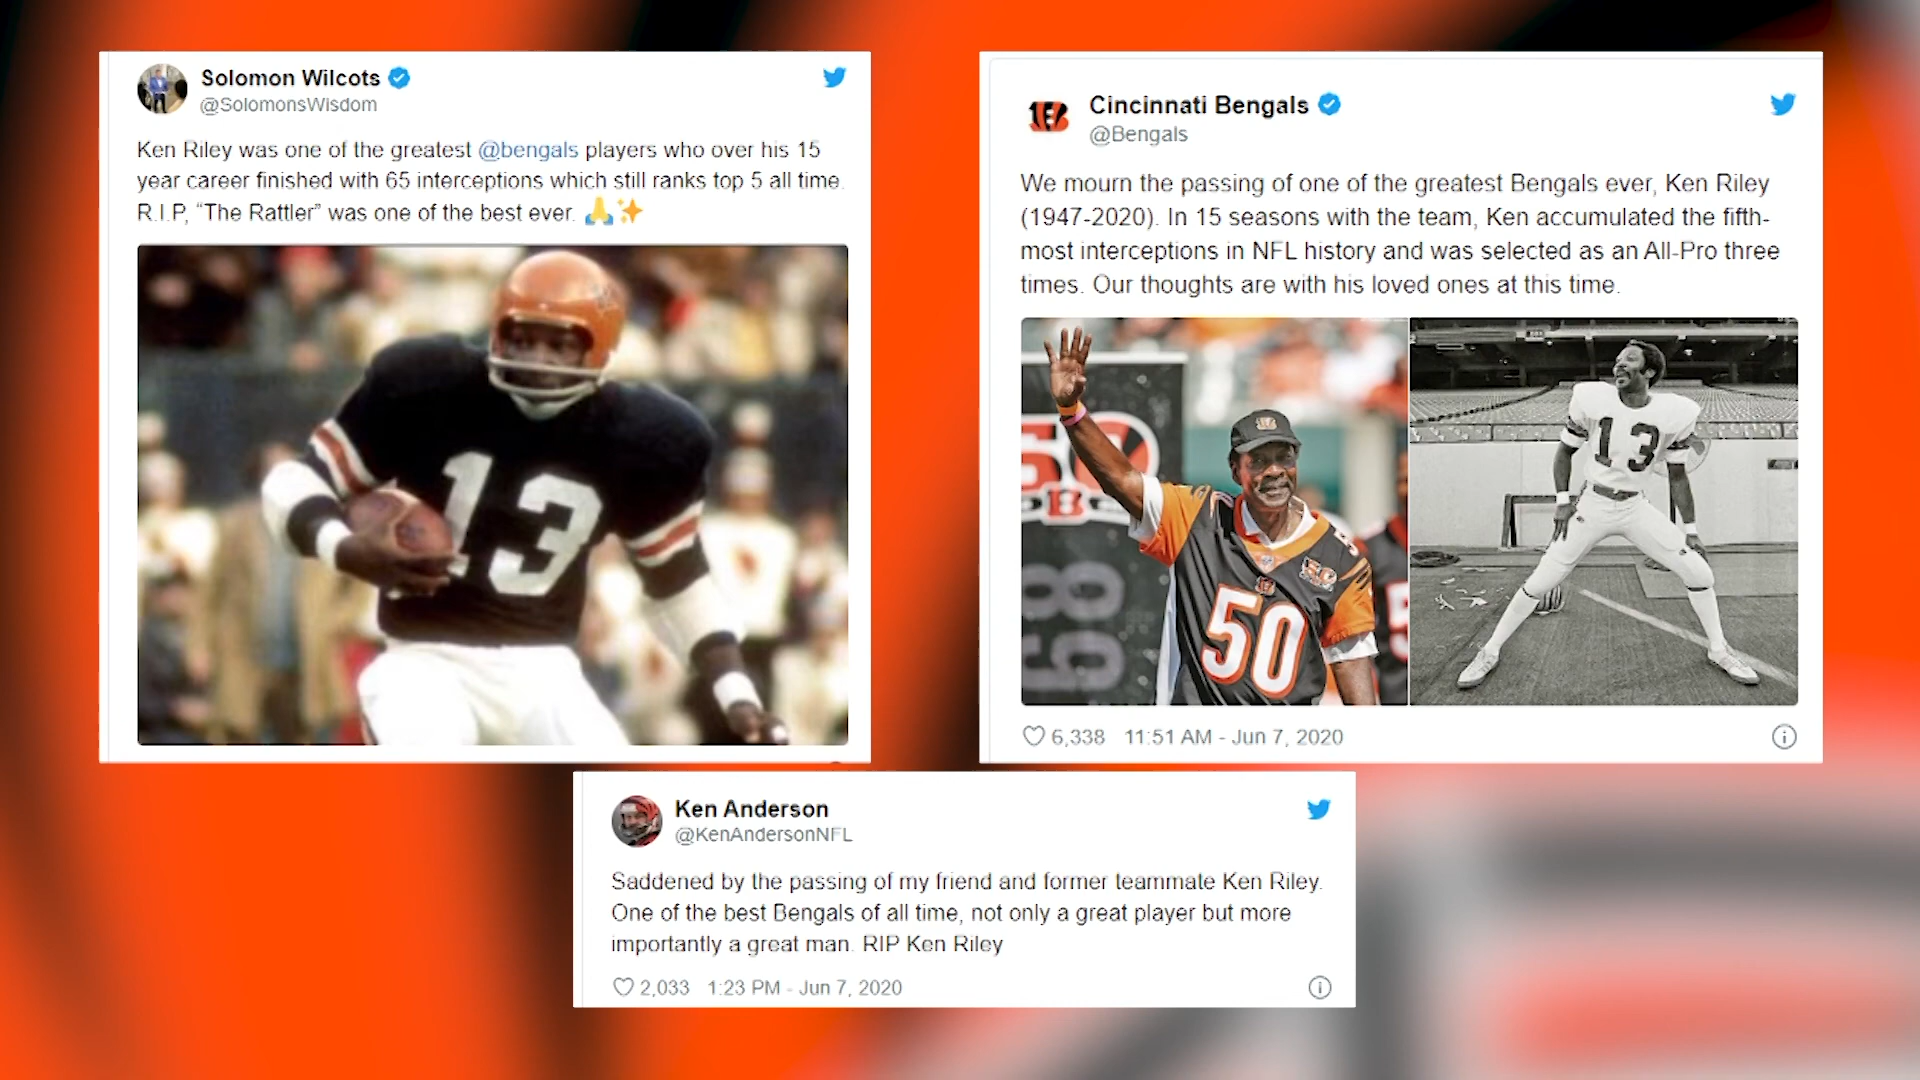 Solomon Wilcots
@SolomonsWisdom
Ken Riley was one of the greatest @bengals players who over his 15
year career finished with 65 interceptions which still ranks top 5 all time.
R.I.P, “The Rattler” was one of the best ever. 🙏✨
13
Cincinnati Bengals
@Bengals
We mourn the passing of one of the greatest Bengals ever, Ken Riley
(1947-2020). In 15 seasons with the team, Ken accumulated the fifth-
most interceptions in NFL history and was selected as an All-Pro three
times. Our thoughts are with his loved ones at this time.
50
B
68
50
50
5
13
6,338 11:51 AM - Jun 7, 2020
Ken Anderson
@KenAndersonNFL
Saddened by the passing of my friend and former teammate Ken Riley.
One of the best Bengals of all time, not only a great player but more
importantly a great man. RIP Ken Riley
2,033 1:23 PM - Jun 7, 2020